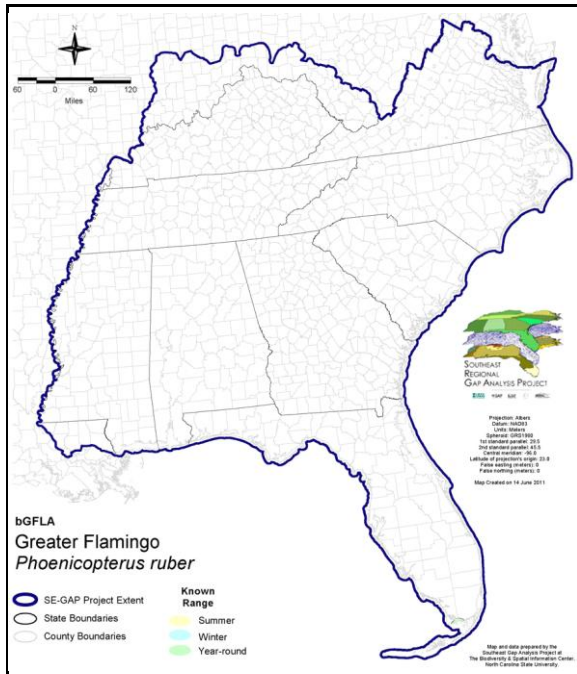 N
60 0 60 120
Miles
SOUTHEAST
REGIONAL
GAP ANALYSIS PROJECT
Projection: Albers
Datum: NAD83
Units: Meters
Spheroid: GRS1980
1st standard parallel: 29.5
2nd standard parallel: 45.5
Central meridian: -96.0
Latitude of projection's origin: 23.0
False easting (meters): 0
False northing (meters): 0
Map Created on 14 June 2011
bGFLA
Greater Flamingo
Phoenicopterus ruber
SE-GAP Project Extent
State Boundaries
County Boundaries
Known
Range
Summer
Winter
Year-round
Map and data prepared by the
Southeast Gap Analysis Project at
The Biodiversity & Spatial Information Center,
North Carolina State University.